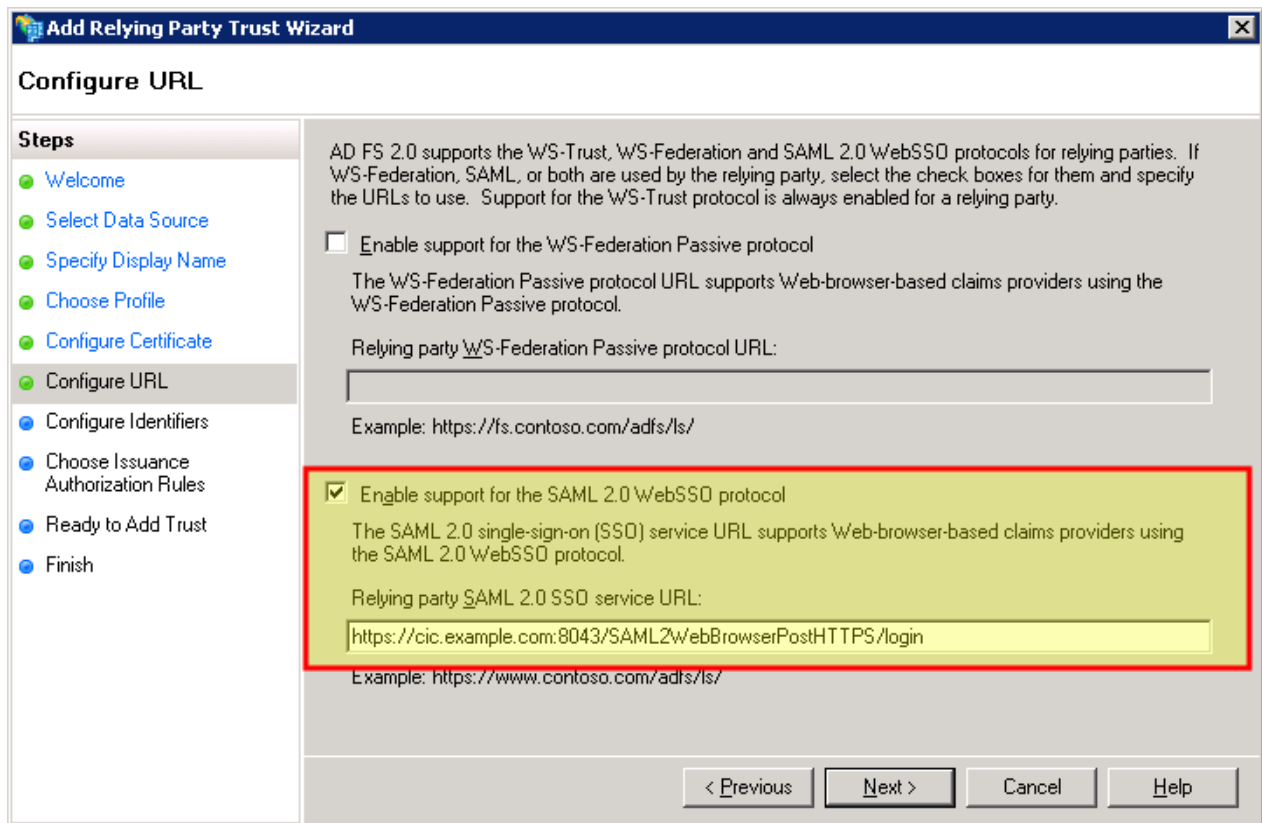 Add Relying Party Trust Wizard
Configure URL
Steps
Welcome
Select Data Source
Specify Display Name
Choose Profile
Configure Certificate
Configure URL
Configure Identifiers
Choose Issuance
Authorization Rules
Ready to Add Trust
Finish
AD FS 2.0 supports the WS-Trust, WS-Federation and SAML 2.0 WebSSO protocols for relying parties. If
WS-Federation, SAML, or both are used by the relying party, select the check boxes for them and specify
the URLs to use. Support for the WS-Trust protocol is always enabled for a relying party.
Enable support for the WS-Federation Passive protocol
The WS-Federation Passive protocol URL supports Web-browser-based claims providers using the
WS-Federation Passive protocol.
Relying party WS-Federation Passive protocol URL:
Example: https://fs.contoso.com/adfs/ls/
Enable support for the SAML 2.0 WebSSO protocol
The SAML 2.0 single-sign-on (SSO) service URL supports Web-browser-based claims providers using
the SAML 2.0 WebSSO protocol.
Relying party SAML 2.0 SSO service URL:
https://cic.example.com:8043/SAML2WebBrowserPostHTTPS/login
Example: https://www.contoso.com/adfs/ls/
< Previous
Next >
Cancel
Help